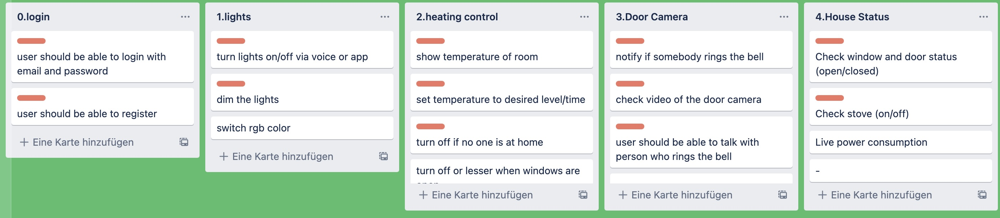 0.login
user should be able to login with
email and password
user should be able to register
Eine Karte hinzufügen
1.lights
turn lights on/off via voice or app
dim the lights
switch rgb color
Eine Karte hinzufügen
2.heating control
show temperature of room
set temperature to desired level/time
turn off if no one is at home
turn off or lesser when windows are
Eine Karte hinzufügen
3.Door Camera
notify if somebody rings the bell
check video of the door camera
user should be able to talk with
person who rings the bell
Eine Karte hinzufügen
4.House Status
Check window and door status
(open/closed)
Check stove (on/off)
Live power consumption
-
Eine Karte hinzufügen